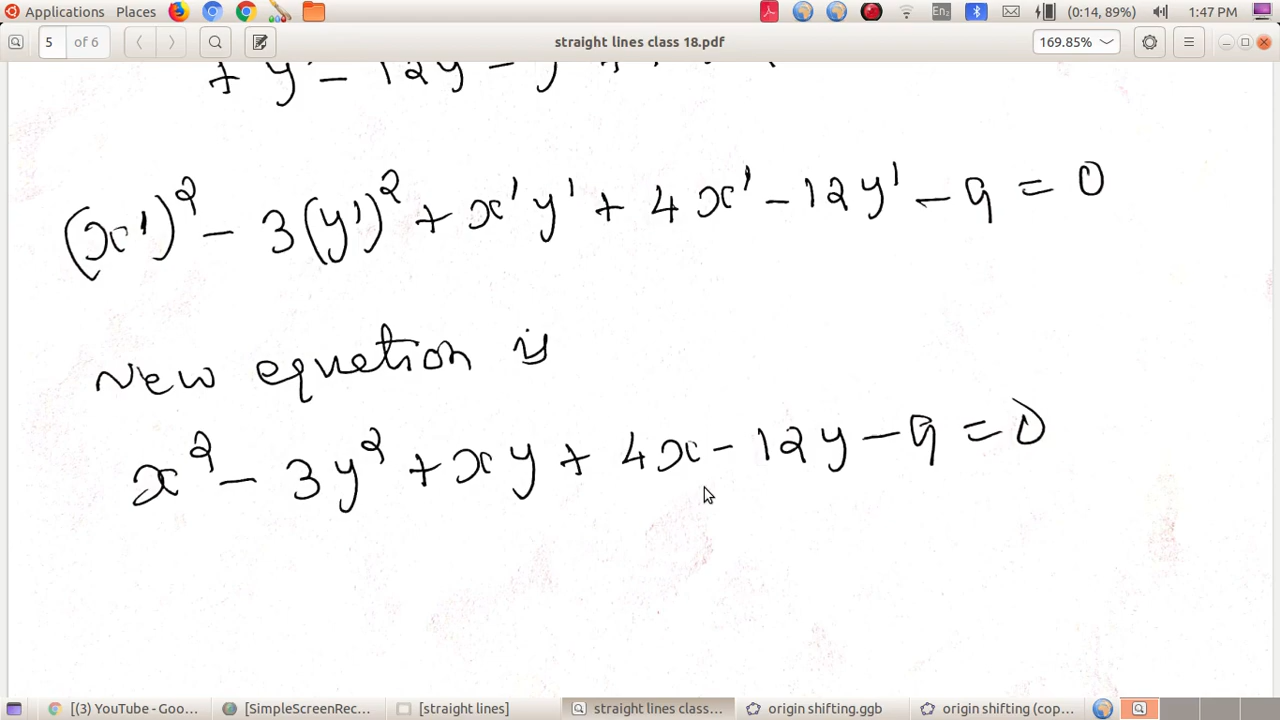 Applications Places En₂ (0:14, 89%) 1:47 PM
5 of 6 straight lines class 18.pdf 169.85%
+ y' - 12y -
(x')² - 3(y')² + x'y' + 4x' - 12y' - 9 = 0
New equation is
x² - 3y² + xy + 4x - 12y - 9 = 0
[(3) YouTube - Goo... [SimpleScreenRec... [straight lines] straight lines class... origin shifting.ggb origin shifting (cop...